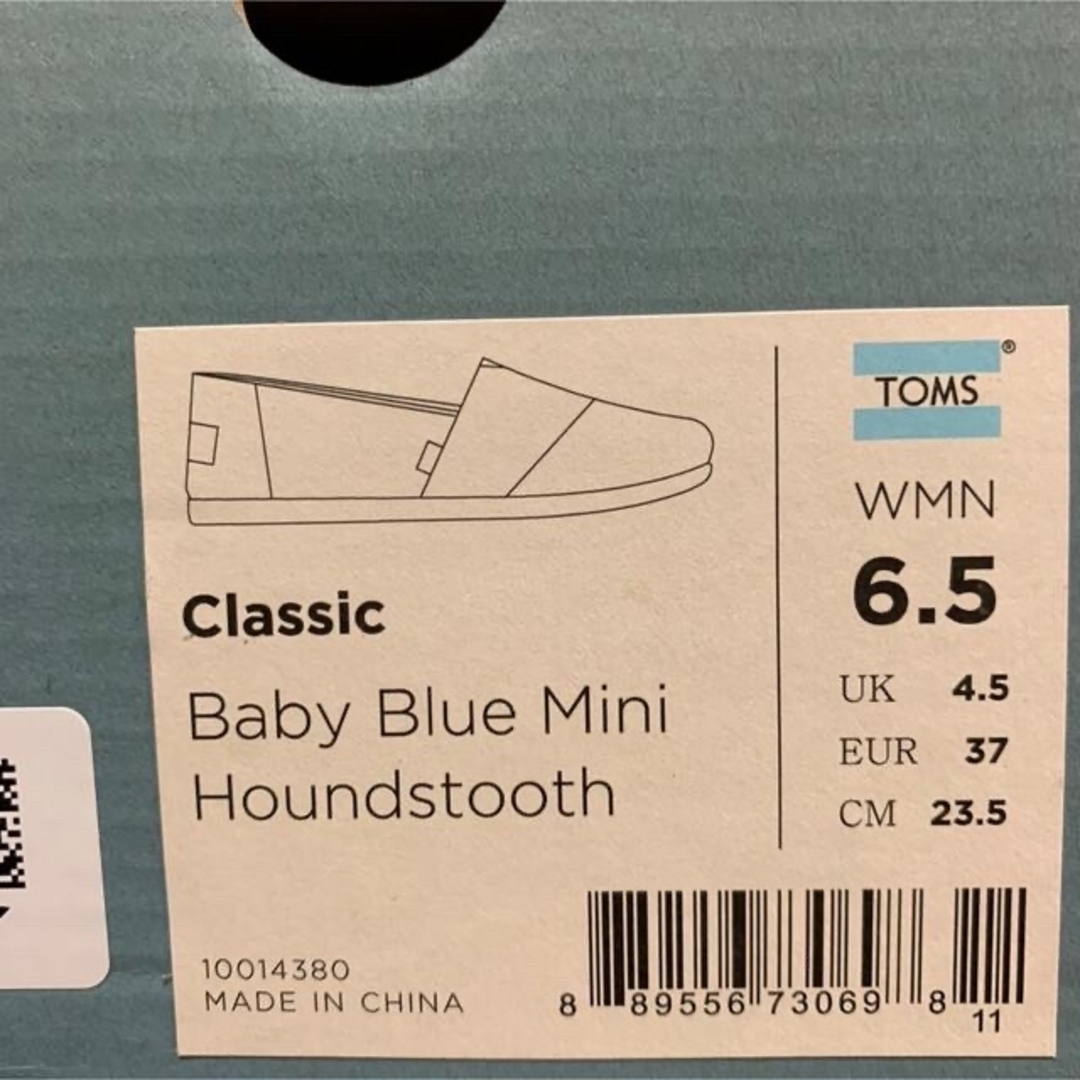 TOMS®
WMN
6.5
UK 4.5
EUR 37
CM 23.5
Classic
Baby Blue Mini
Houndstooth
10014380
MADE IN CHINA
8 89556 73069 8
11